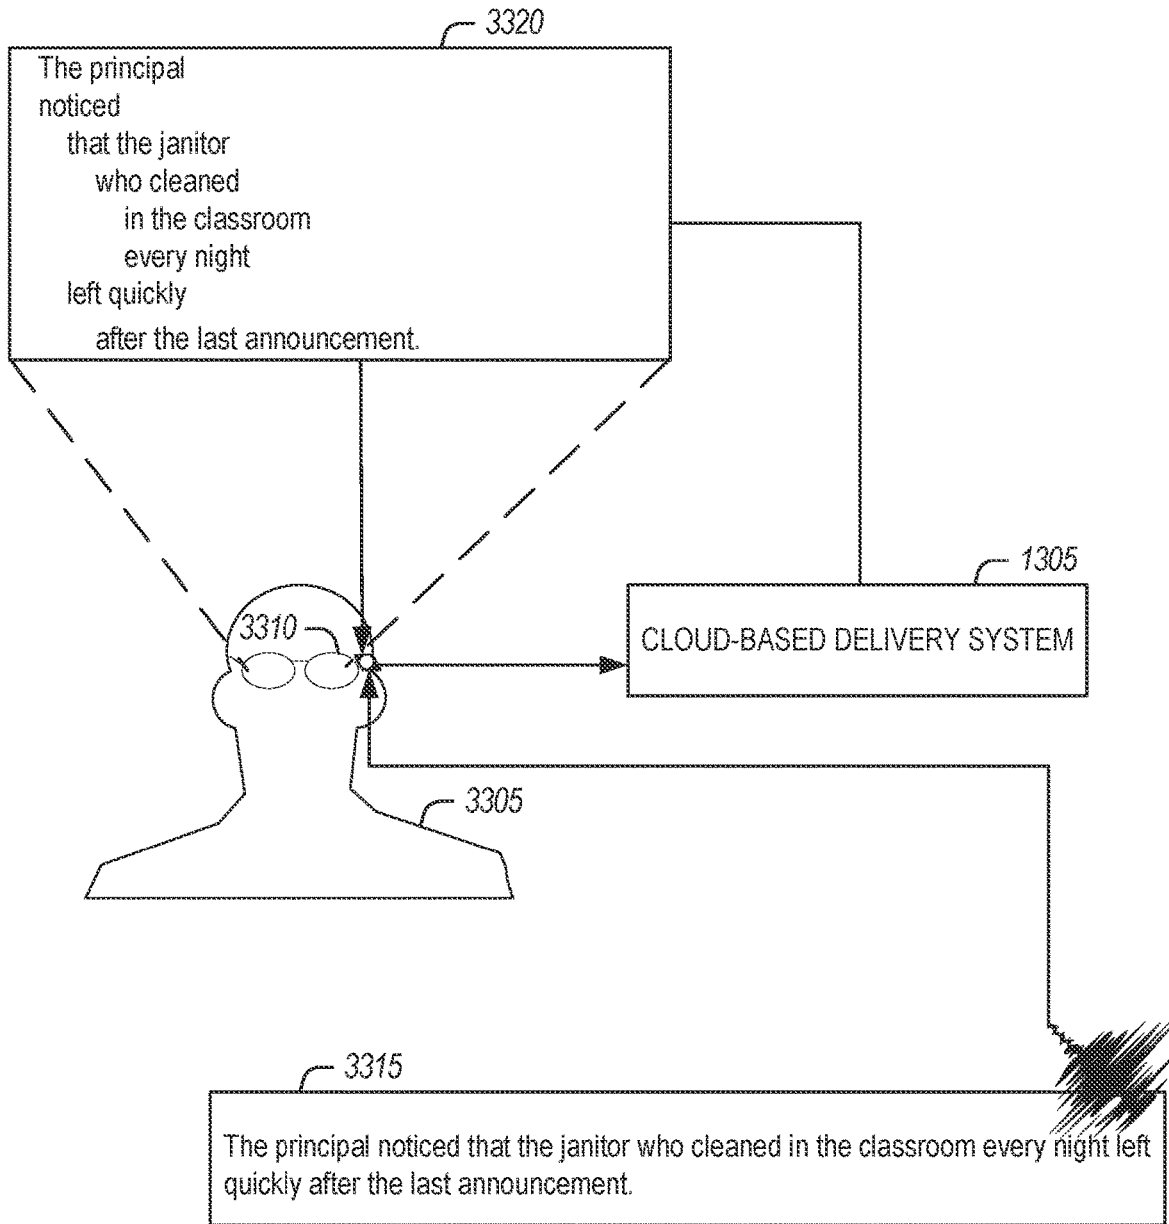 3320
The principal
noticed
that the janitor
who cleaned
in the classroom
every night
left quickly
after the last announcement.
1305
3310
CLOUD-BASED DELIVERY SYSTEM
3305
3315
The principal noticed that the janitor who cleaned in the classroom every night left
quickly after the last announcement.